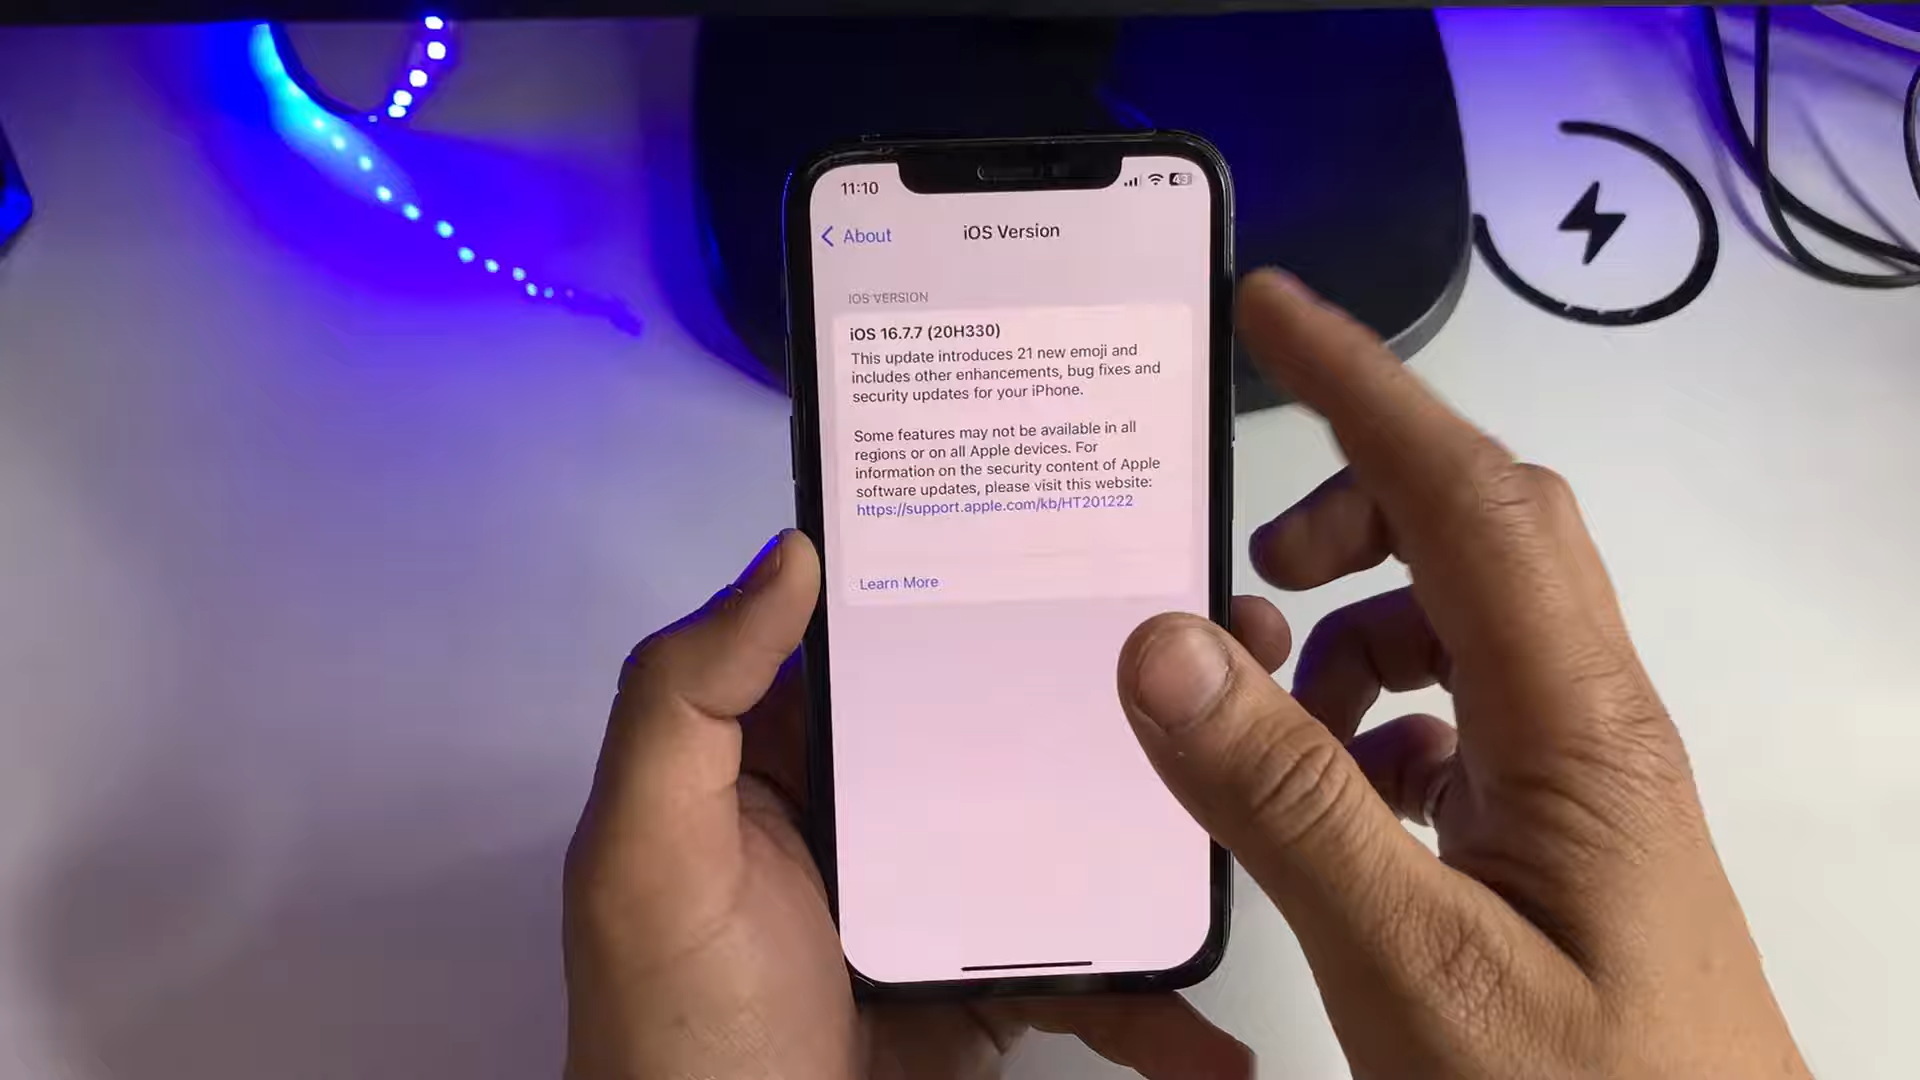 11:10
43
About
iOS Version
IOS VERSION
iOS 16.7.7 (20H330)
This update introduces 21 new emoji and
includes other enhancements, bug fixes and
security updates for your iPhone.
Some features may not be available in all
regions or on all Apple devices. For
information on the security content of Apple
software updates, please visit this website:
https://support.apple.com/kb/HT201222
Learn More